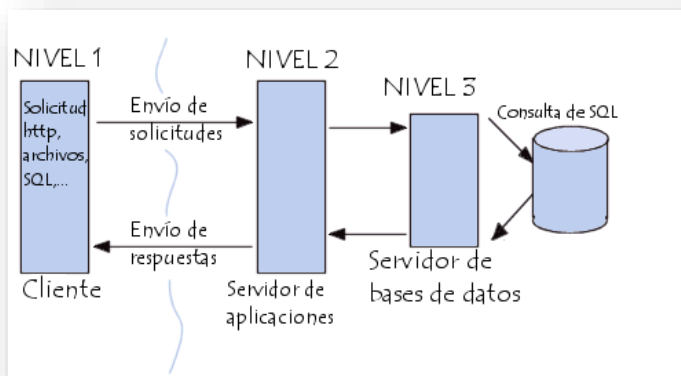 NIVEL 1
Solicitud
http,
archivos,
SQL,...
Cliente
Envío de
solicitudes
Envío de
respuestas
NIVEL 2
Servidor de
aplicaciones
NIVEL 3
Servidor de
bases de datos
Consulta de SQL